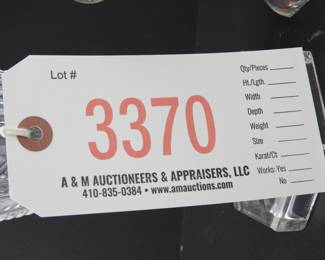 Lot #
3370
A & M AUCTIONEERS & APPRAISERS, LLC
410-835-0384 • www.amauctions.com
Qty/Pieces
Ht./Lgth.
Width
Depth
Weight
Size
Karat/Ct
Works: Yes
No